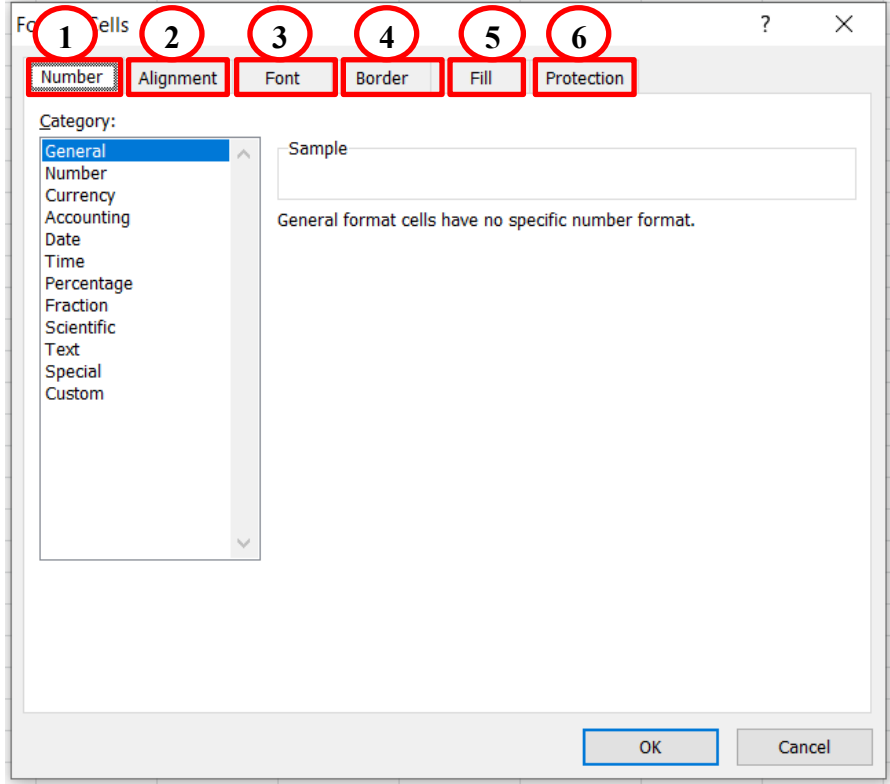 Fo Cells ?
1 2 3 4 5 6
Number Alignment Font Border Fill Protection
Category:
General
Number
Currency
Accounting
Date
Time
Percentage
Fraction
Scientific
Text
Special
Custom
Sample
General format cells have no specific number format.
OK Cancel